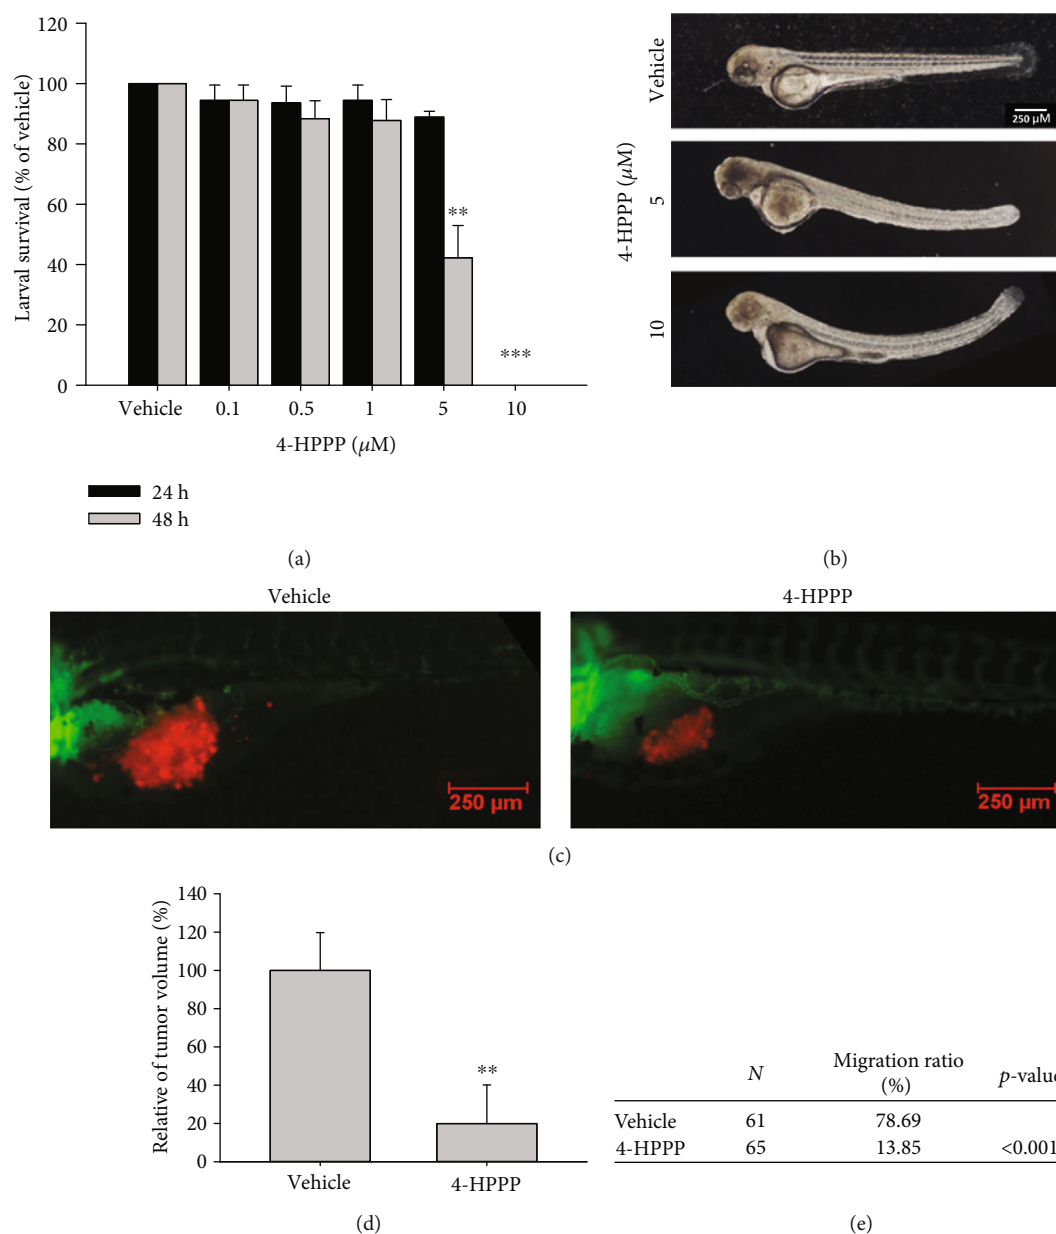 Larval survival (% of vehicle)
120
100
80
60
40
20
0
**
***
Vehicle 0.1 0.5 1 5 10
4-HPPP (µM)
24 h
48 h
(a)
Vehicle
5
10
4-HPPP (µM)
250 µM
(b)
Vehicle
4-HPPP
250 µm
250 µm
(c)
Relative of tumor volume (%)
140
120
100
80
60
40
20
0
**
Vehicle 4-HPPP
(d)
N Migration ratio (%) p-value
Vehicle 61 78.69
4-HPPP 65 13.85 <0.001
(e)